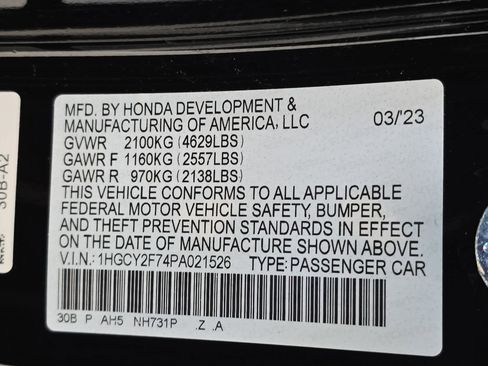 MFD. BY HONDA DEVELOPMENT &
MANUFACTURING OF AMERICA, LLC 03/'23
GVWR 2100KG (4629LBS)
GAWR F 1160KG (2557LBS)
GAWR R 970KG (2138LBS)
THIS VEHICLE CONFORMS TO ALL APPLICABLE
FEDERAL MOTOR VEHICLE SAFETY, BUMPER,
AND THEFT PREVENTION STANDARDS IN EFFECT
ON THE DATE OF MANUFACTURE SHOWN ABOVE.
V.I.N.: 1HGCY2F74PA021526 TYPE: PASSENGER CAR
30B P AH5 NH731P .Z .A
30B-A2